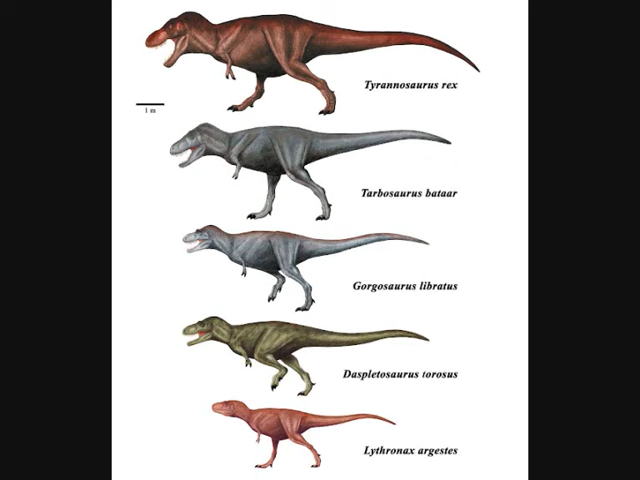 Tyrannosaurus rex
1 m
Tarbosaurus bataar
Gorgosaurus libratus
Daspletosaurus torosus
Lythronax argestes